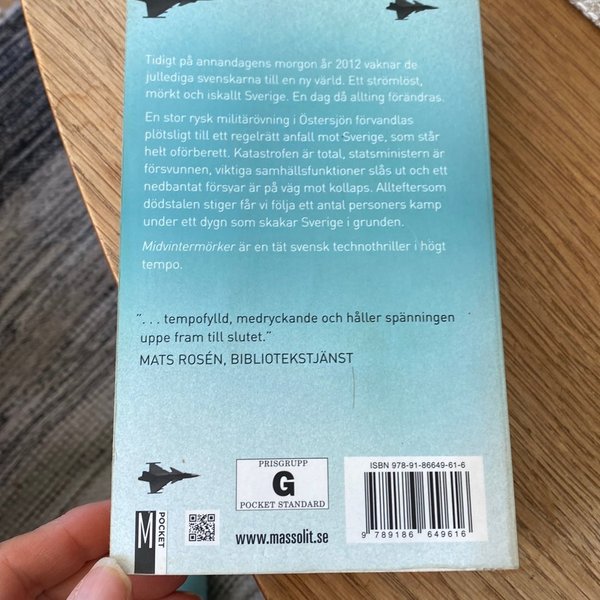 Tidigt på annandagens morgon år 2012 vaknar de
jullediga svenskarna till en ny värld. Ett strömlöst,
mörkt och iskallt Sverige. En dag då allting förändras.
En stor rysk militärövning i Östersjön förvandlas
plötsligt till ett regelrätt anfall mot Sverige, som står
helt oförberett. Katastrofen är total, statsministern är
försvunnen, viktiga samhällsfunktioner slås ut och ett
nedbantat försvar är på väg mot kollaps. Allteftersom
dödstalen stiger får vi följa ett antal personers kamp
under ett dygn som skakar Sverige i grunden.
Midvintermörker är en tät svensk technothriller i högt
tempo.
"... tempofylld, medryckande och håller spänningen
uppe fram till slutet."
MATS ROSÉN, BIBLIOTEKSTJÄNST
PRISGRUPP
G
POCKET STANDARD
www.massolit.se
M
POCKET
ISBN 978-91-86649-61-6
9 789186 649616